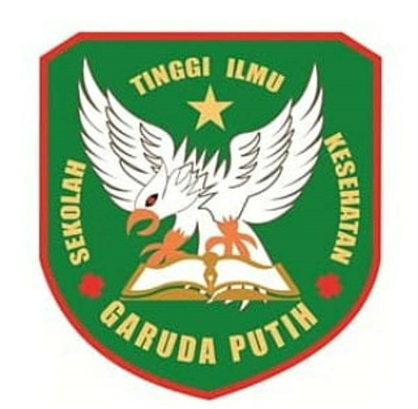 SEKOLAH
TINGGI ILMU
KESEHATAN
GARUDA PUTIH